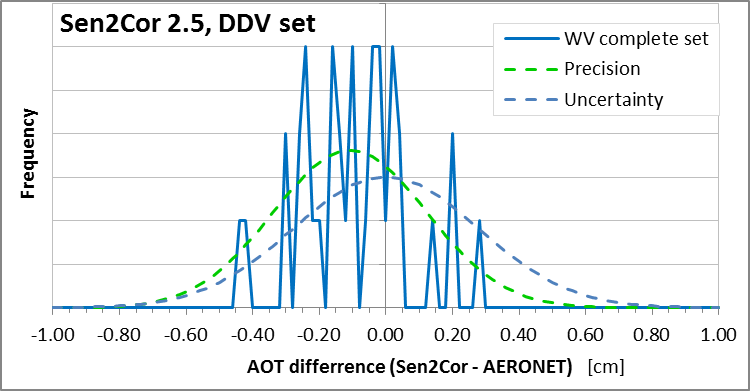 Sen2Cor 2.5, DDV set
WV complete set
Precision
Uncertainty
Frequency
-1.00 -0.80 -0.60 -0.40 -0.20 0.00 0.20 0.40 0.60 0.80 1.00
AOT differrence (Sen2Cor - AERONET) [cm]